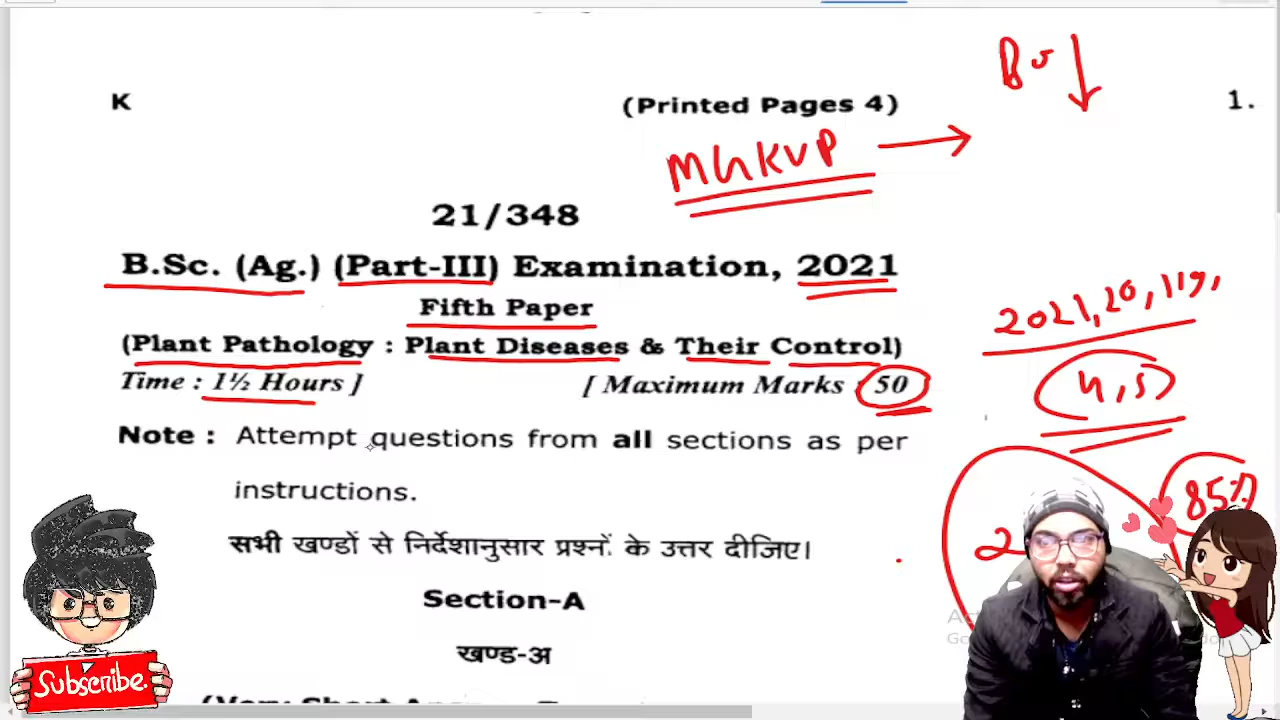 K
(Printed Pages 4)
1.
MGKVP
21/348
B.Sc. (Ag.) (Part-III) Examination, 2021
Fifth Paper
(Plant Pathology : Plant Diseases & Their Control)
Time : 1½ Hours ]
[ Maximum Marks : 50
Note : Attempt questions from all sections as per
instructions.
सभी खण्डों से निर्देशानुसार प्रश्नों के उत्तर दीजिए।
Section-A
खण्ड-अ
2021, 20, 119,
4, 5
85%
2
Subscribe.